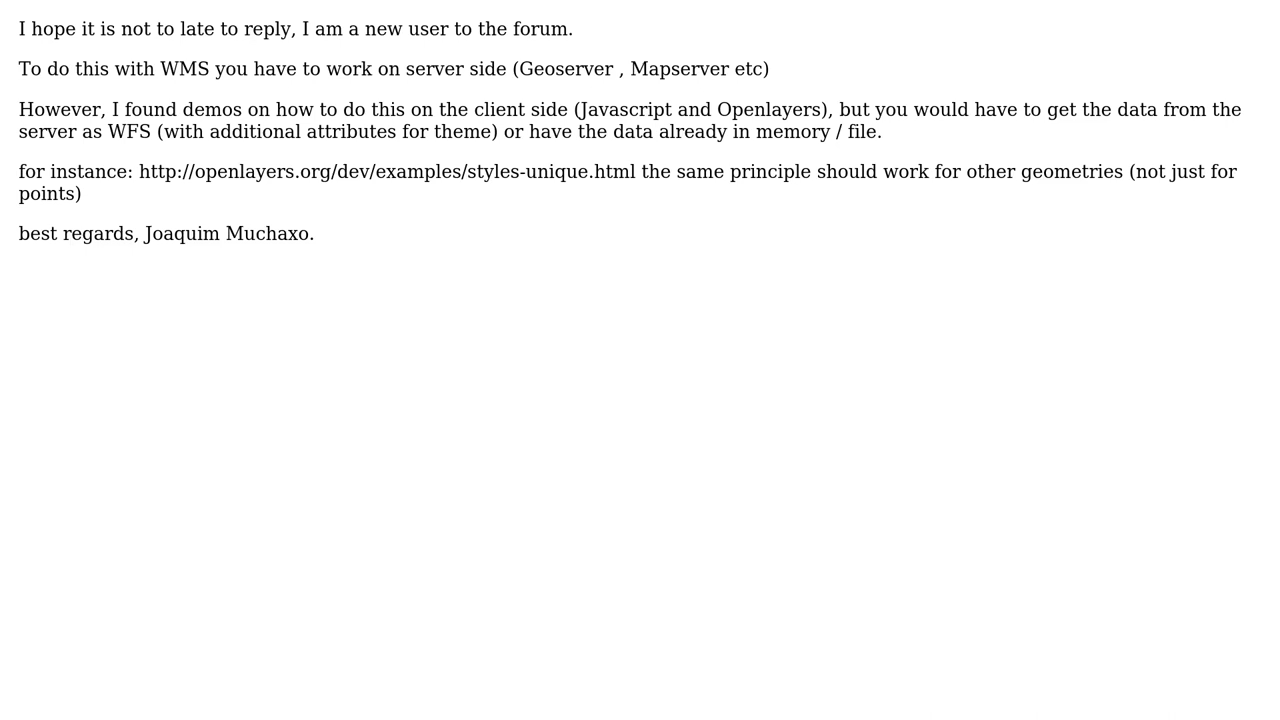 I hope it is not to late to reply, I am a new user to the forum.
To do this with WMS you have to work on server side (Geoserver , Mapserver etc)
However, I found demos on how to do this on the client side (Javascript and Openlayers), but you would have to get the data from the
server as WFS (with additional attributes for theme) or have the data already in memory / file.
for instance: http://openlayers.org/dev/examples/styles-unique.html the same principle should work for other geometries (not just for
points)
best regards, Joaquim Muchaxo.